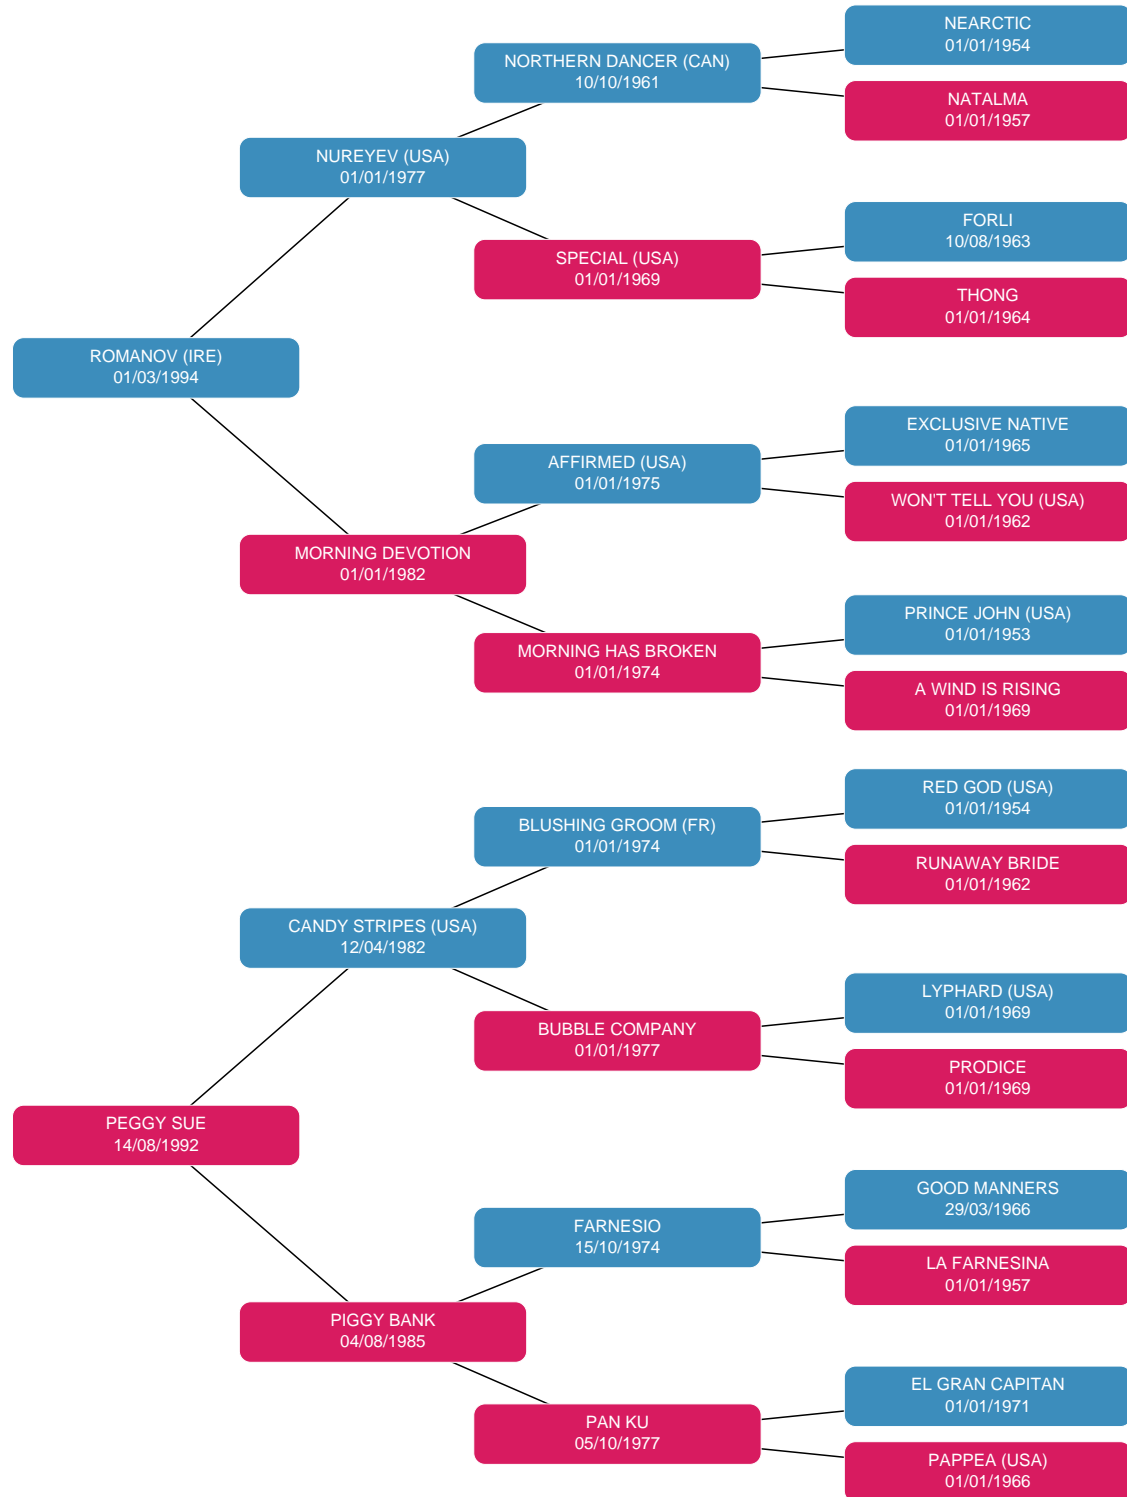 NEARCTIC
01/01/1954
NORTHERN DANCER (CAN)
10/10/1961
NATALMA
01/01/1957
NUREYEV (USA)
01/01/1977
FORLI
10/08/1963
SPECIAL (USA)
01/01/1969
THONG
01/01/1964
ROMANOV (IRE)
01/03/1994
EXCLUSIVE NATIVE
01/01/1965
AFFIRMED (USA)
01/01/1975
WON'T TELL YOU (USA)
01/01/1962
MORNING DEVOTION
01/01/1982
PRINCE JOHN (USA)
01/01/1953
MORNING HAS BROKEN
01/01/1974
A WIND IS RISING
01/01/1969
RED GOD (USA)
01/01/1954
BLUSHING GROOM (FR)
01/01/1974
RUNAWAY BRIDE
01/01/1962
CANDY STRIPES (USA)
12/04/1982
LYPHARD (USA)
01/01/1969
BUBBLE COMPANY
01/01/1977
PRODICE
01/01/1969
PEGGY SUE
14/08/1992
GOOD MANNERS
29/03/1966
FARNESIO
15/10/1974
LA FARNESINA
01/01/1957
PIGGY BANK
04/08/1985
EL GRAN CAPITAN
01/01/1971
PAN KU
05/10/1977
PAPPEA (USA)
01/01/1966